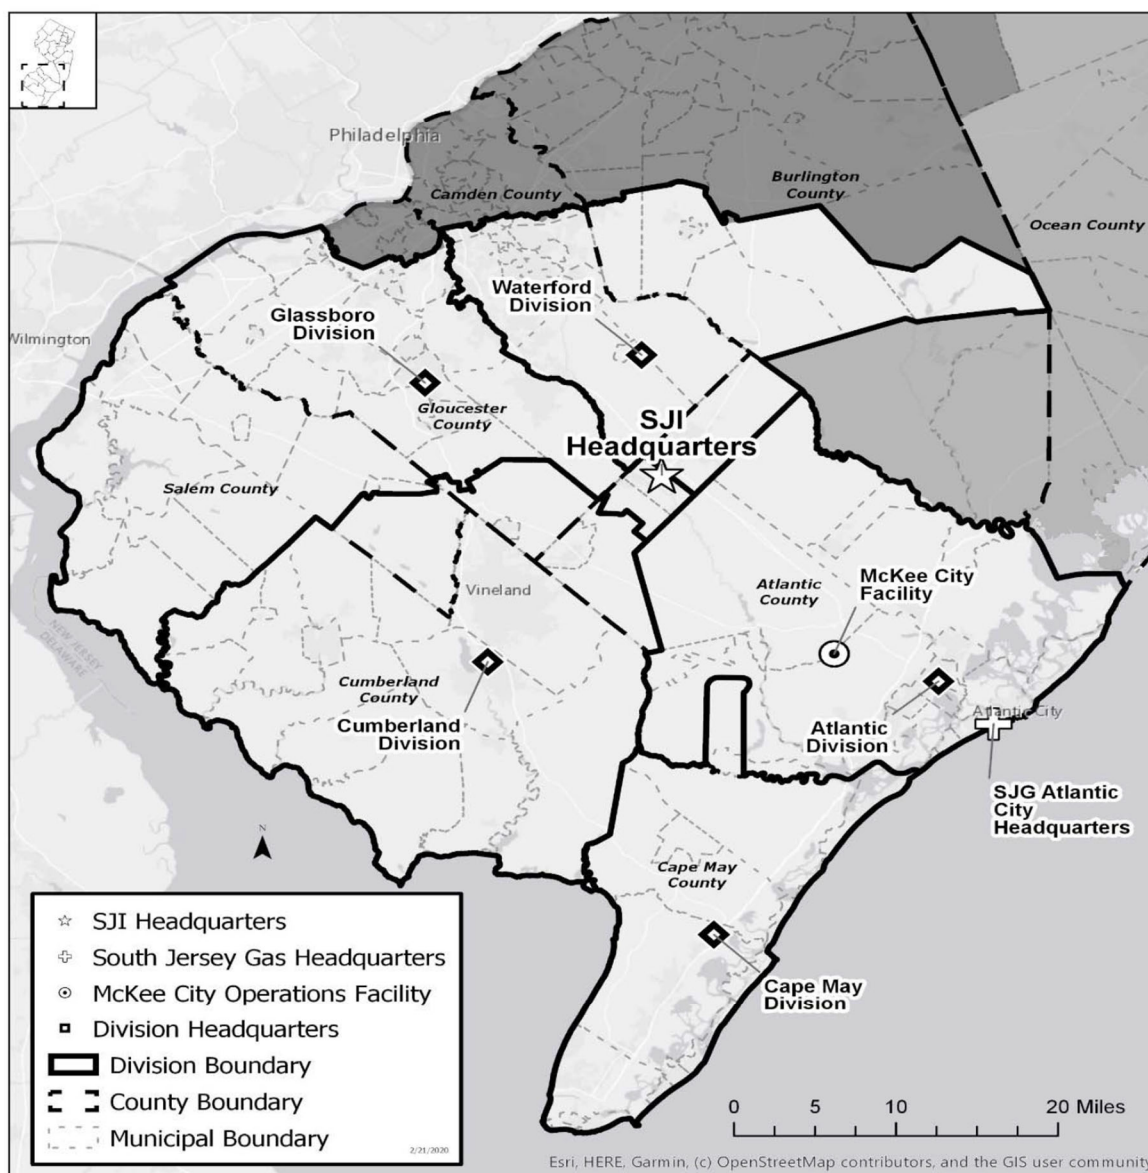 Philadelphia
Camden County
Burlington
County
Ocean County
Waterford
Division
Glassboro
Division
Wilmington
Gloucester
County
SJI
Headquarters
Salem County
McKee City
Facility
Atlantic
County
Vineland
Cumberland
County
Cumberland
Division
NEW JERSEY
DELAWARE
Atlantic City
Atlantic
Division
SJG Atlantic
City
Headquarters
N
Cape May
County
Cape May
Division
SJI Headquarters
South Jersey Gas Headquarters
McKee City Operations Facility
Division Headquarters
Division Boundary
County Boundary
Municipal Boundary
2/21/2020
0 5 10 20 Miles
Esri, HERE, Garmin, (c) OpenStreetMap contributors, and the GIS user community